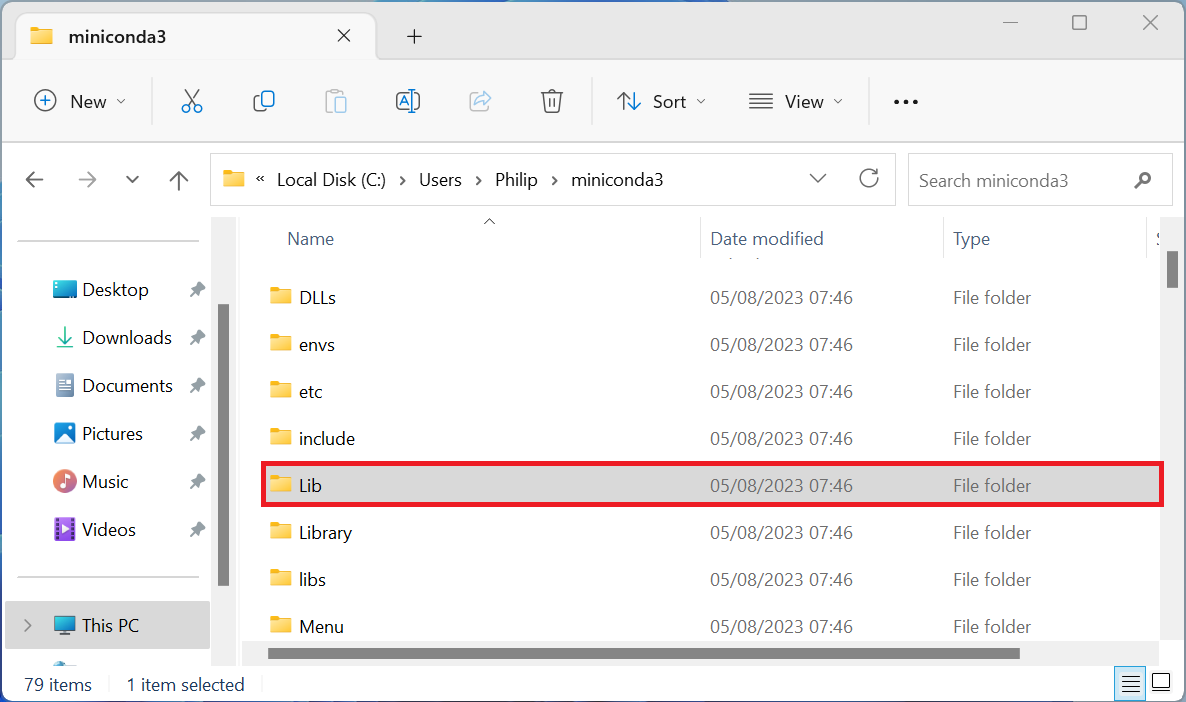 miniconda3
New
Sort
View
« Local Disk (C:) > Users > Philip > miniconda3
Search miniconda3
Name Date modified Type
Desktop
Downloads
Documents
Pictures
Music
Videos
This PC
DLLs 05/08/2023 07:46 File folder
envs 05/08/2023 07:46 File folder
etc 05/08/2023 07:46 File folder
include 05/08/2023 07:46 File folder
Lib 05/08/2023 07:46 File folder
Library 05/08/2023 07:46 File folder
libs 05/08/2023 07:46 File folder
Menu 05/08/2023 07:46 File folder
79 items 1 item selected